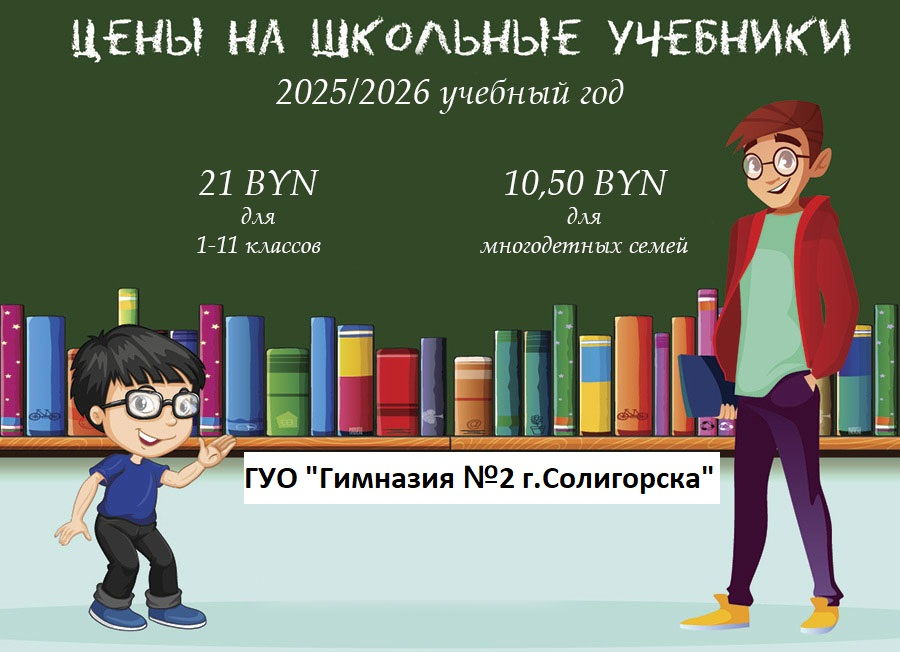 ЦЕНЫ НА ШКОЛЬНЫЕ УЧЕБНИКИ
2025/2026 учебный год
21 BYN
для
1-11 классов
10,50 BYN
для
многодетных семей
ГУО "Гимназия №2 г.Солигорска"